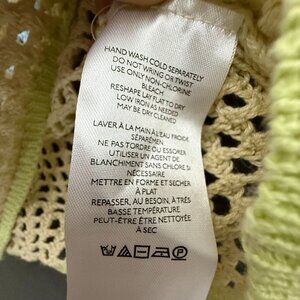 HAND WASH COLD SEPARATELY
DO NOT WRING OR TWIST
USE ONLY NON-CHLORINE
BLEACH
RESHAPE LAY FLAT TO DRY
LOW IRON AS NEEDED
MAY BE DRY CLEANED
LAVER À LA MAIN À L'EAU FROIDE
SÉPARÉMEN
NE PAS TORDRE OU ESSORER
UTILISER UN AGENT DE
BLANCHIMENT SANS CHLORE SI
NÉCESSAIRE
METTRE EN FORME ET SECHER
À PLAT
REPASSER, AU BESOIN, À TRÈS
BASSE TEMPÉRATURE
PEUT-ÊTRE ÊTRE NETTOYÉ
À SEC